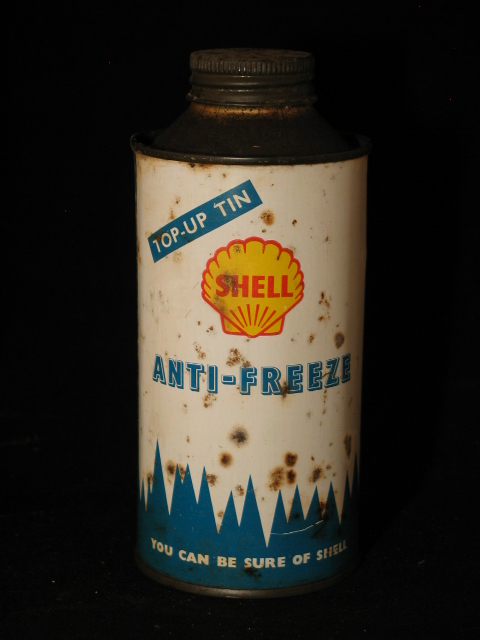 TOP-UP TIN
SHELL
ANTI-FREEZE
YOU CAN BE SURE OF SHELL